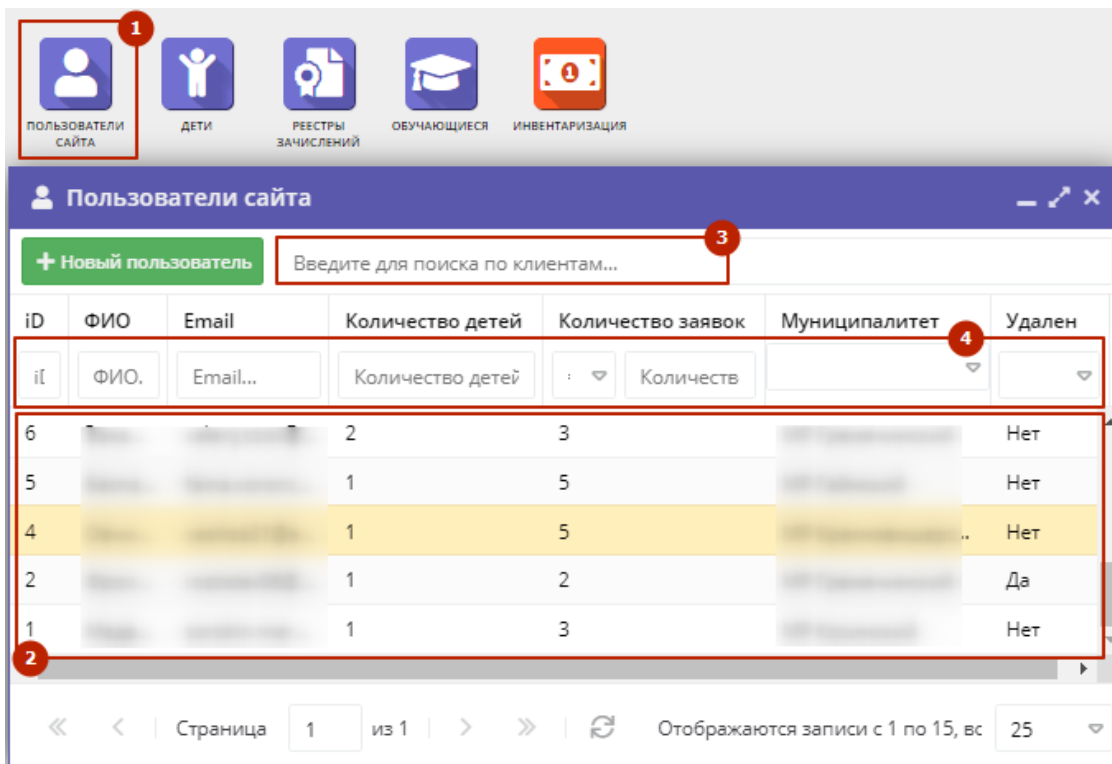 1
ПОЛЬЗОВАТЕЛИ САЙТА
ДЕТИ
РЕЕСТРЫ ЗАЧИСЛЕНИЙ
ОБУЧАЮЩИЕСЯ
1
ИНВЕНТАРИЗАЦИЯ
Пользователи сайта
+ Новый пользователь
Введите для поиска по клиентам...
3
iD ФИО Email Количество детей Количество заявок Муниципалитет Удален
4
ФИО. Email... Количество детей Количеств
6 2 3 Нет
5 1 5 Нет
4 1 5 .. Нет
2 1 2 Да
1 1 3 Нет
2
Страница 1 из 1 Отображаются записи с 1 по 15, вс 25